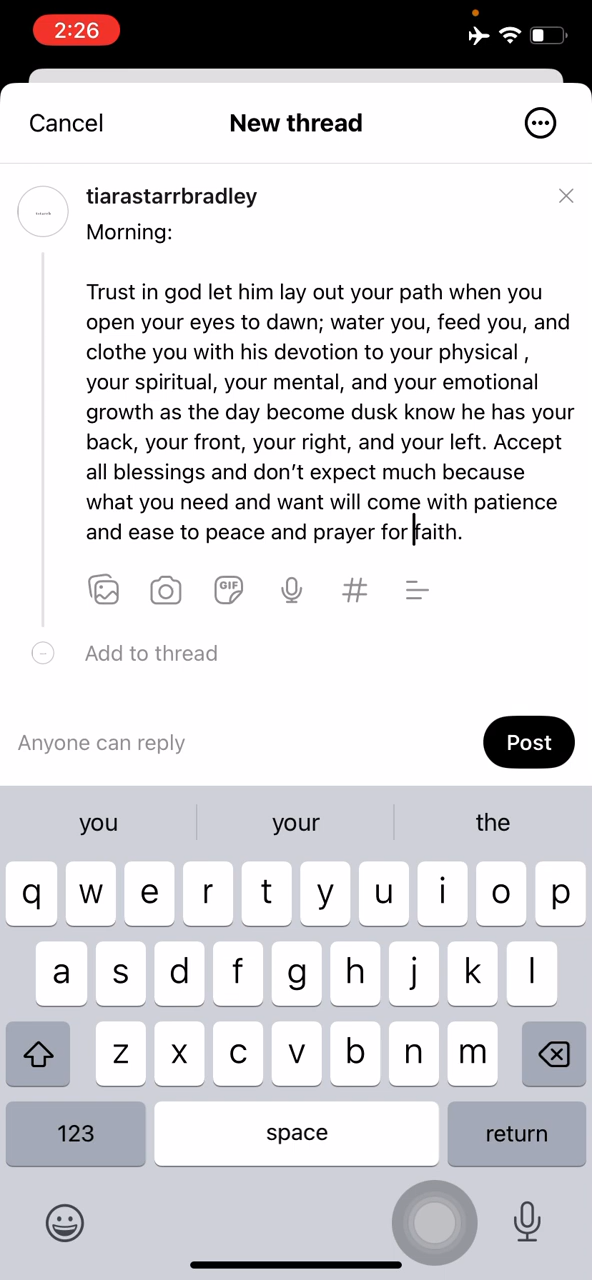 2:26
Cancel
New thread
tiarastarrbradley
Morning:
Trust in god let him lay out your path when you
open your eyes to dawn; water you, feed you, and
clothe you with his devotion to your physical ,
your spiritual, your mental, and your emotional
growth as the day become dusk know he has your
back, your front, your right, and your left. Accept
all blessings and don’t expect much because
what you need and want will come with patience
and ease to peace and prayer for faith.
GIF
#
Add to thread
Anyone can reply
Post
you your the
q w e r t y u i o p
a s d f g h j k l
z x c v b n m
123 space return